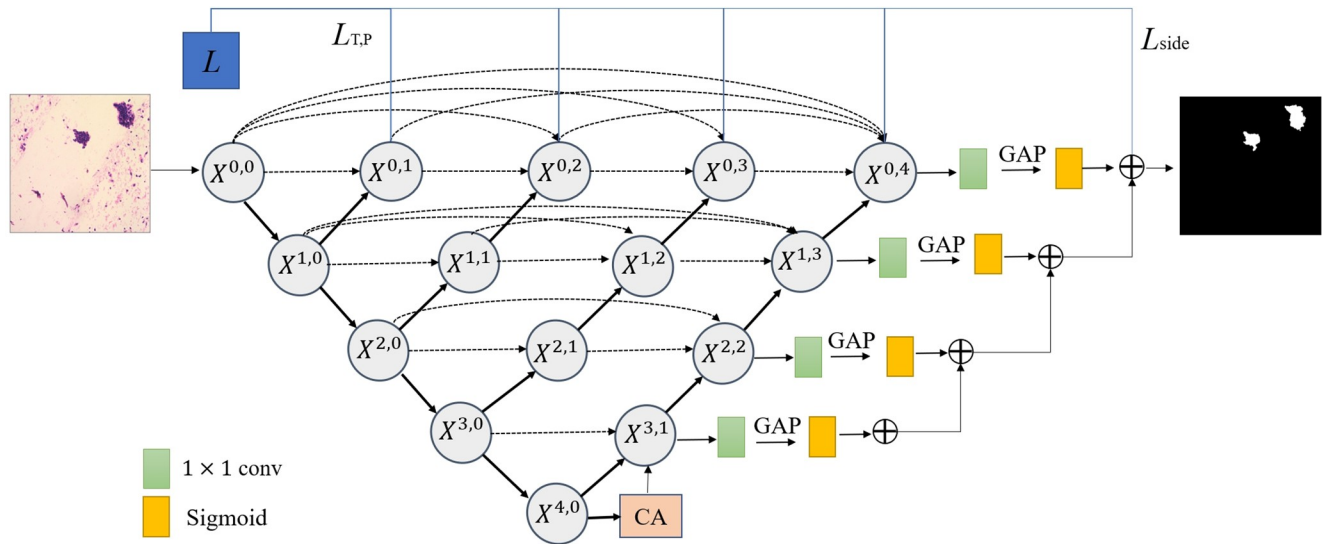 L
L_T,P
L_side
X^0,0
X^0,1
X^0,2
X^0,3
X^0,4
GAP
X^1,0
X^1,1
X^1,2
X^1,3
GAP
X^2,0
X^2,1
X^2,2
GAP
X^3,0
X^3,1
GAP
1 × 1 conv
X^4,0
CA
Sigmoid